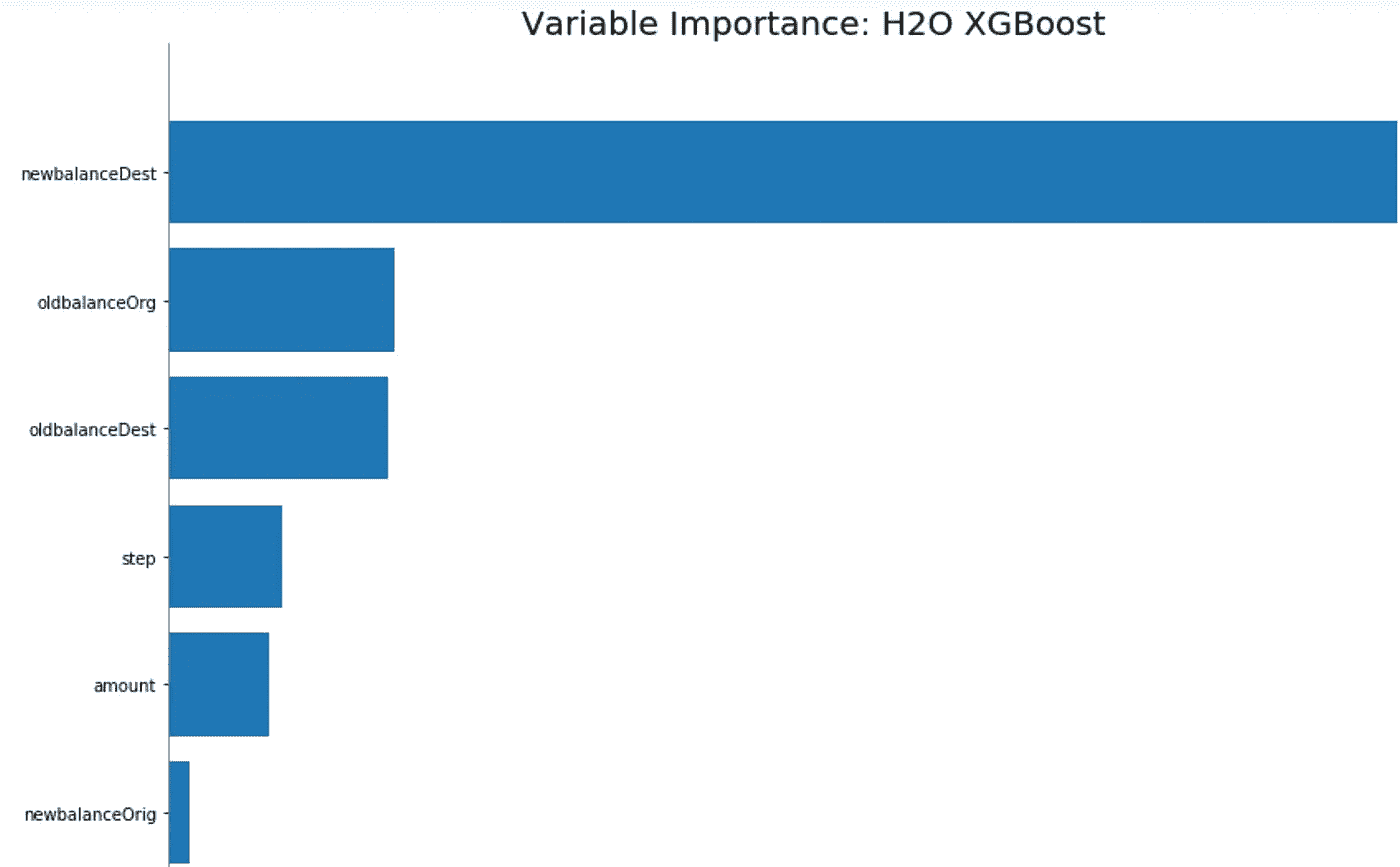 Variable Importance: H2O XGBoost
newbalanceDest
oldbalanceOrg
oldbalanceDest
step
amount
newbalanceOrig